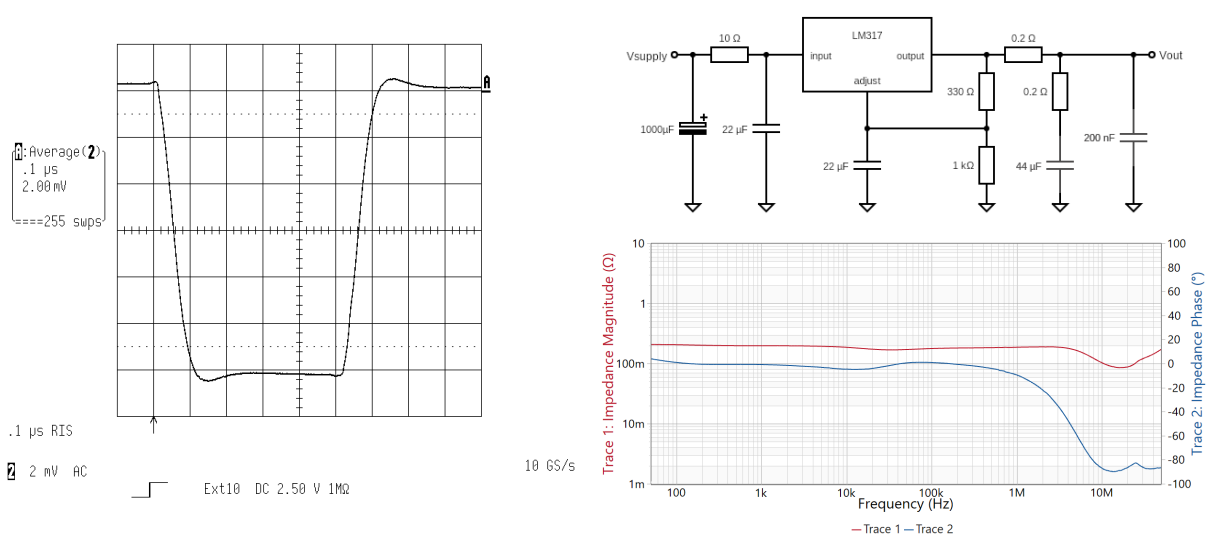 A
A:Average(2)
.1 µs
2.00mV
====255 swps
.1 µs RIS
2 2 mV AC
10 GS/s
Ext10 DC 2.50 V 1MΩ
Vsupply
10 Ω
LM317
input
output
adjust
0.2 Ω
Vout
330 Ω
0.2 Ω
1000µF
+
22 µF
22 µF
1 kΩ
44 µF
200 nF
Trace 1: Impedance Magnitude (Ω)
10
1
100m
10m
1m
100
80
60
40
20
0
-20
-40
-60
-80
-100
Trace 2: Impedance Phase (°)
100 1k 10k 100k 1M 10M
Frequency (Hz)
Trace 1 Trace 2